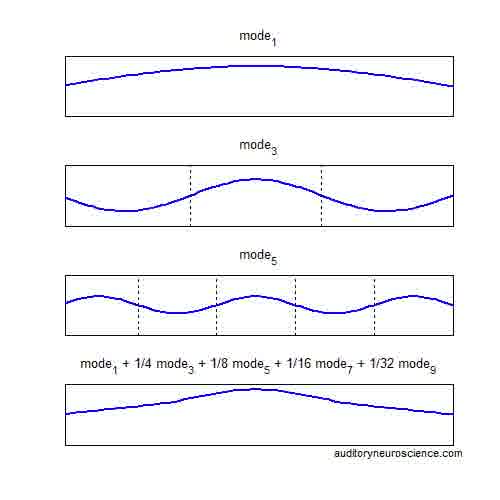 mode₁
mode₃
mode₅
mode₁ + 1/4 mode₃ + 1/8 mode₅ + 1/16 mode₇ + 1/32 mode₉
auditoryneuroscience.com